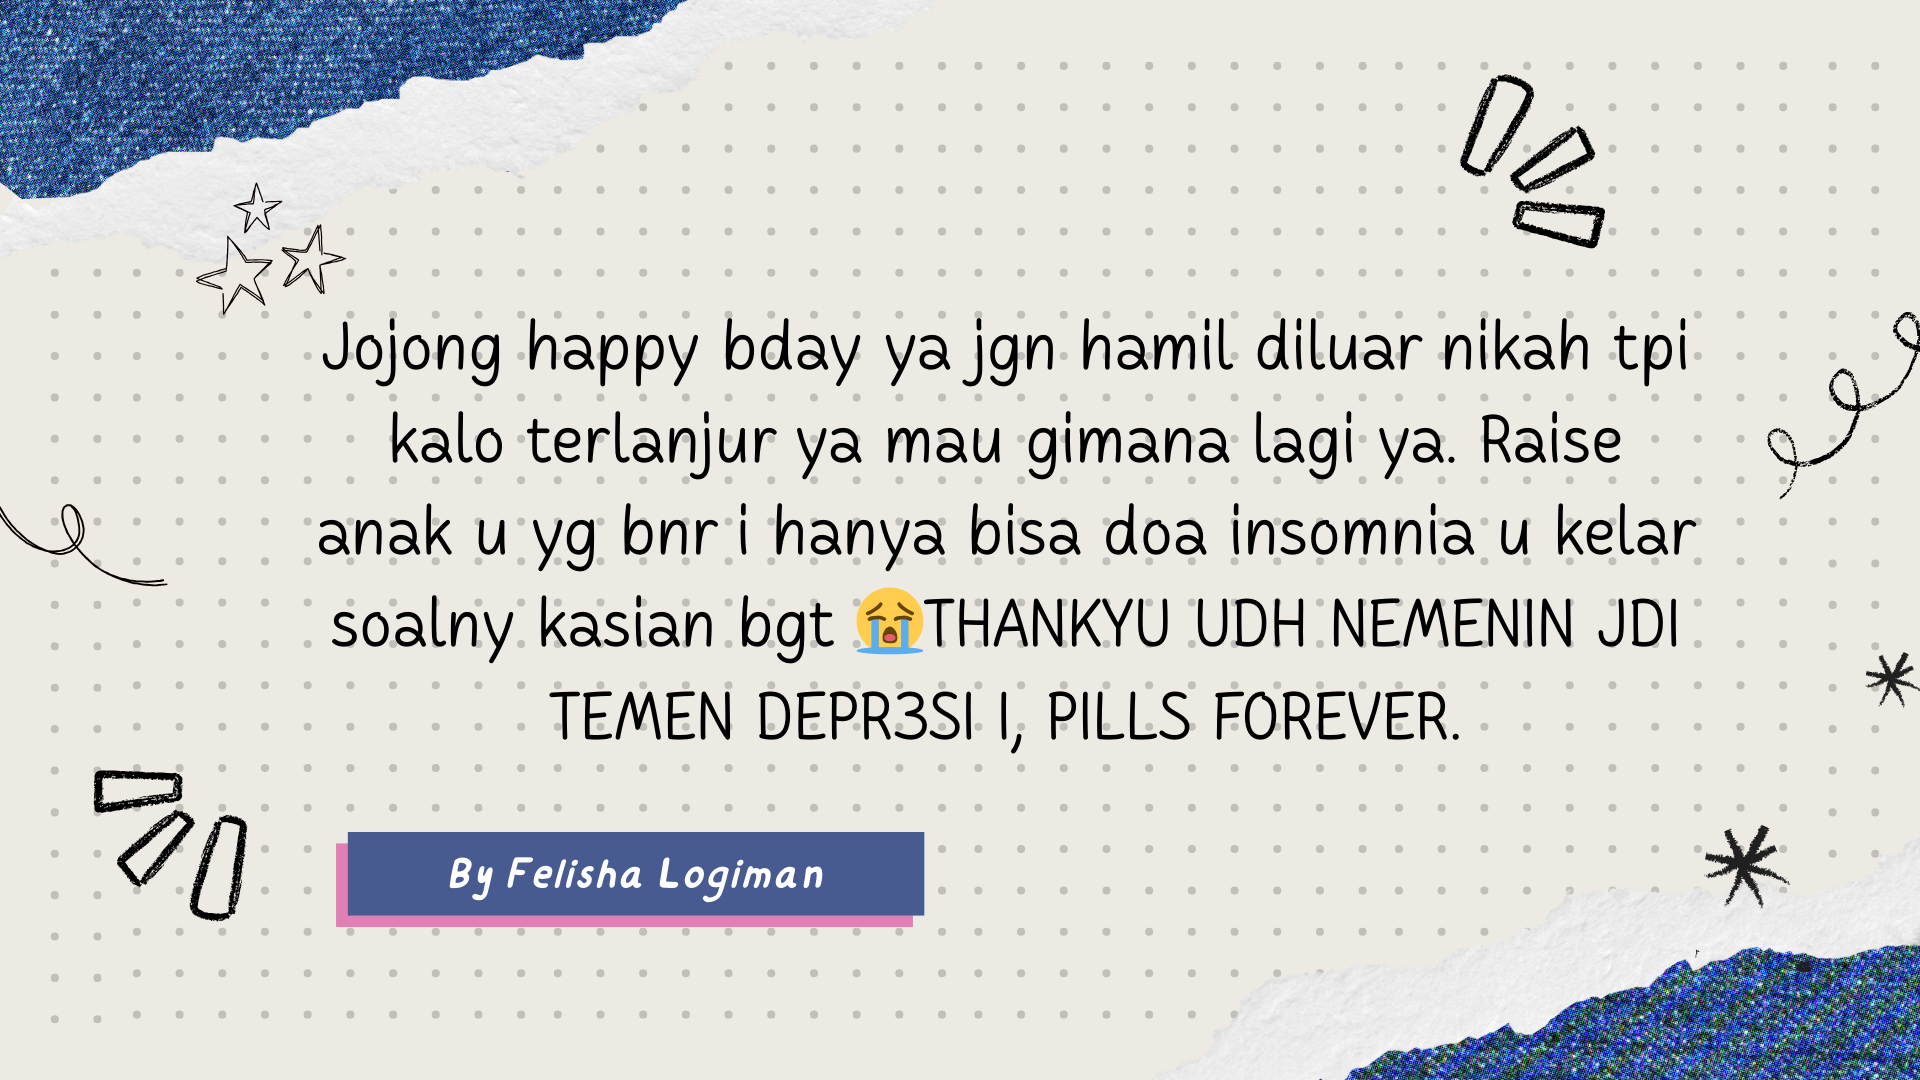 Jojong happy bday ya jgn hamil diluar nikah tpi
kalo terlanjur ya mau gimana lagi ya. Raise
anak u yg bnr i hanya bisa doa insomnia u kelar
soalny kasian bgt 😭THANKYU UDH NEMENIN JDI
TEMEN DEPR3SI I, PILLS FOREVER.
By Felisha Logiman